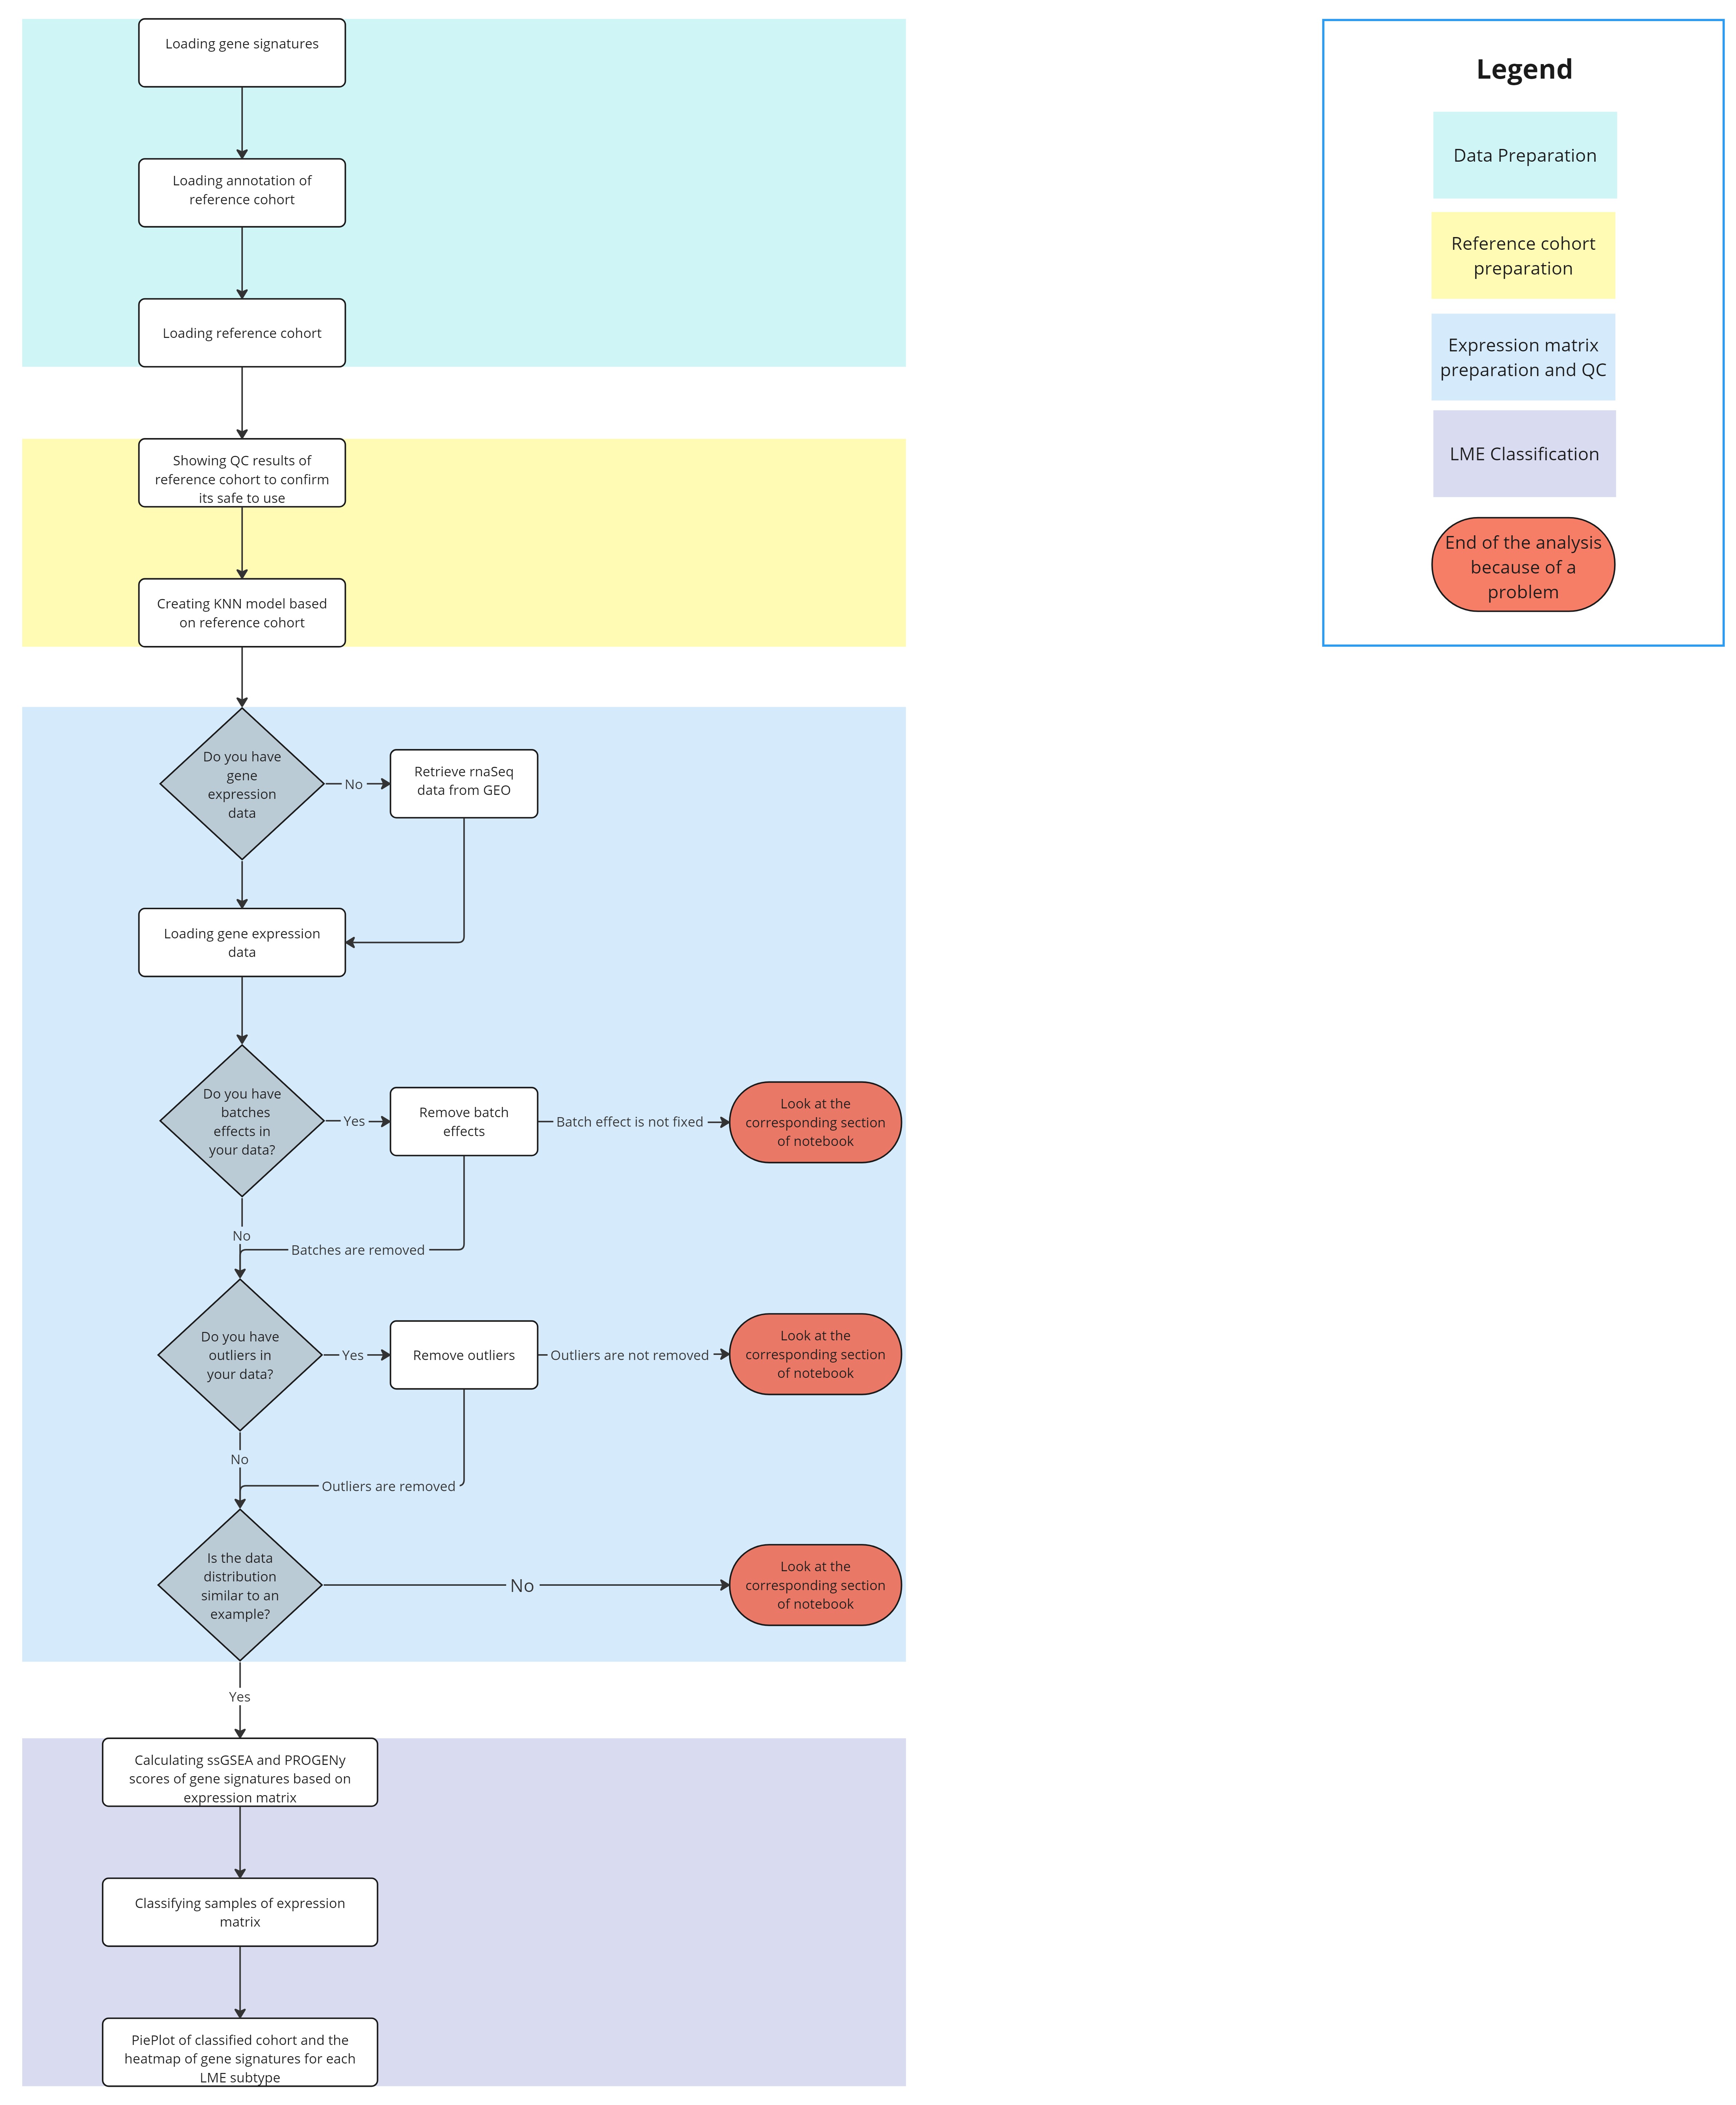 Loading gene signatures
Loading annotation of
reference cohort
Loading reference cohort
Showing QC results of
reference cohort to confirm
its safe to use
Creating KNN model based
on reference cohort
Do you have
gene
expression
data
No
Retrieve rnaSeq
data from GEO
Loading gene expression
data
Do you have
batches
effects in
your data?
Yes
Remove batch
effects
Batch effect is not fixed
Look at the
corresponding section
of notebook
No
Batches are removed
Do you have
outliers in
your data?
Yes
Remove outliers
Outliers are not removed
Look at the
corresponding section
of notebook
No
Outliers are removed
Is the data
distribution
similar to an
example?
No
Look at the
corresponding section
of notebook
Yes
Calculating ssGSEA and PROGENy
scores of gene signatures based on
expression matrix
Classifying samples of expression
matrix
PiePlot of classified cohort and the
heatmap of gene signatures for each
LME subtype
Legend
Data Preparation
Reference cohort
preparation
Expression matrix
preparation and QC
LME Classification
End of the analysis
because of a
problem